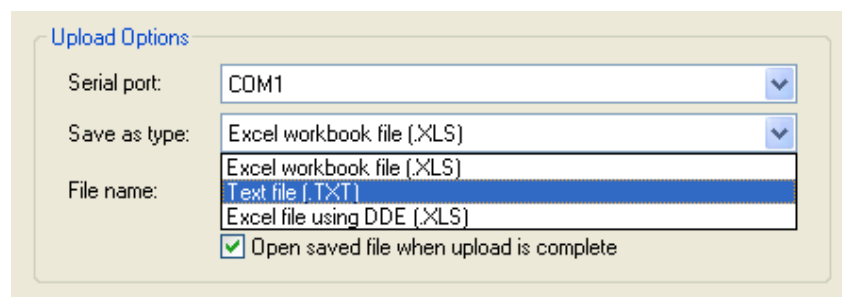 Upload Options
Serial port: COM1
Save as type: Excel workbook file (.XLS)
Excel workbook file (.XLS)
File name: Text file (.TXT)
Excel file using DDE (.XLS)
Open saved file when upload is complete